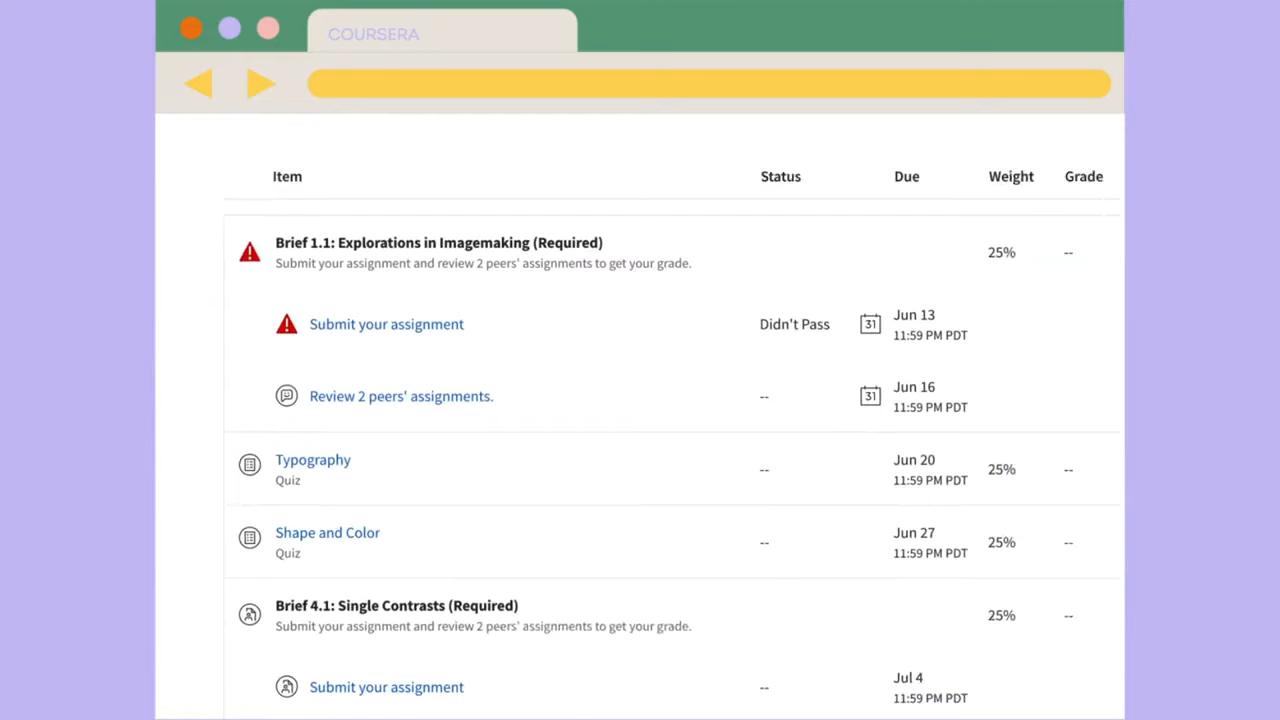 COURSERA
Item Status Due Weight Grade
Brief 1.1: Explorations in Imagemaking (Required)
Submit your assignment and review 2 peers' assignments to get your grade.
25% --
Submit your assignment Didn't Pass 31 Jun 13
11:59 PM PDT
Review 2 peers' assignments. -- 31 Jun 16
11:59 PM PDT
Typography
Quiz
-- Jun 20
11:59 PM PDT
25% --
Shape and Color
Quiz
-- Jun 27
11:59 PM PDT
25% --
Brief 4.1: Single Contrasts (Required)
Submit your assignment and review 2 peers' assignments to get your grade.
25% --
Submit your assignment -- Jul 4
11:59 PM PDT